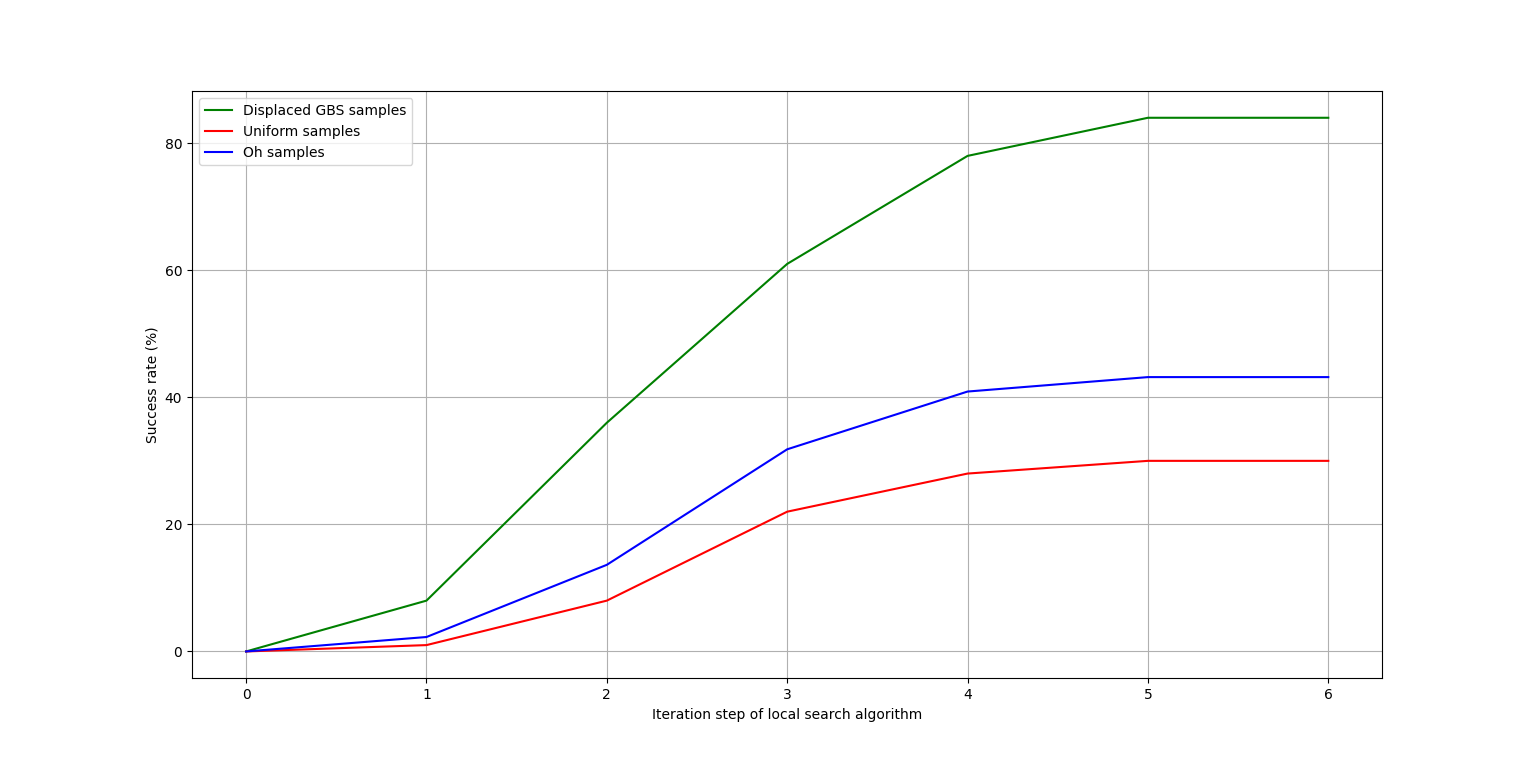 Displaced GBS samples
Uniform samples
Oh samples
80
60
40
20
0
Success rate (%)
0 1 2 3 4 5 6
Iteration step of local search algorithm